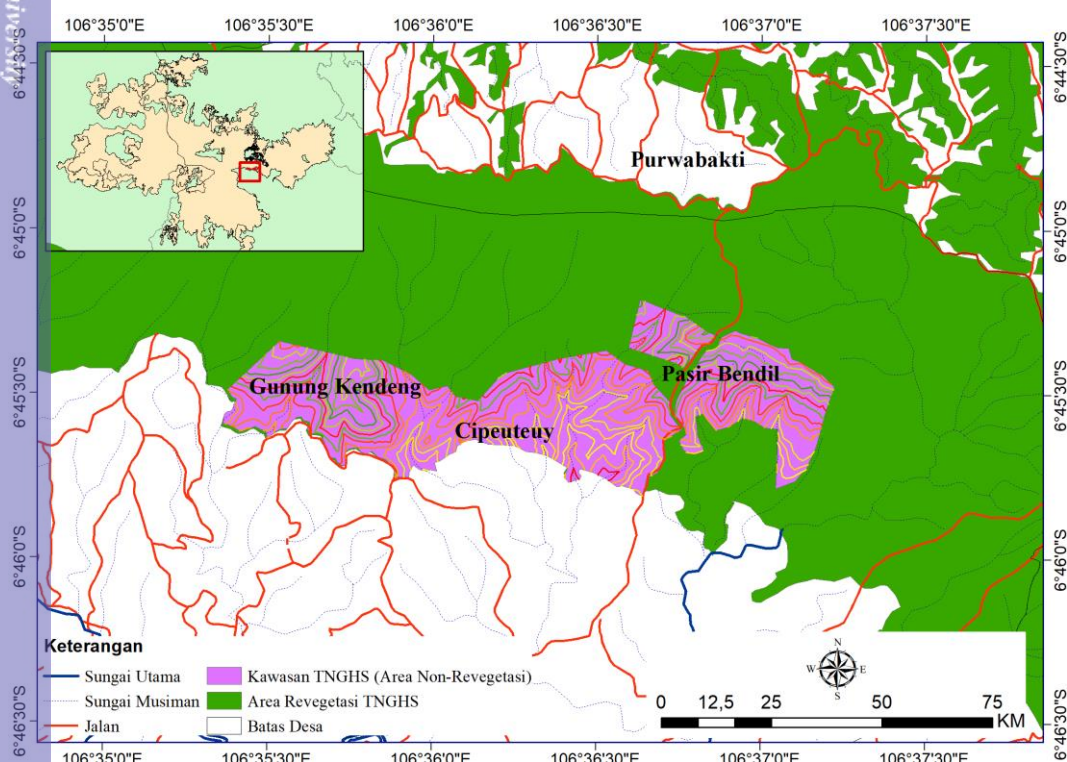 106°35'0"E 106°35'30"E 106°36'0"E 106°36'30"E 106°37'0"E 106°37'30"E
University
6°44'30"S
6°44'30"S
Purwabakti
6°45'0"S
6°45'0"S
Pasir Bendil
Gunung Kendeng
6°45'30"S
6°45'30"S
Cipeuteuy
6°46'0"S
6°46'0"S
Keterangan
Sungai Utama
Kawasan TNGHS (Area Non-Revegetasi)
Sungai Musiman
Area Revegetasi TNGHS
Jalan
Batas Desa
N
W E
S
0 12,5 25 50 75
KM
6°46'30"S
6°46'30"S
106°35'0"E 106°35'30"E 106°36'0"E 106°36'30"E 106°37'0"E 106°37'30"E